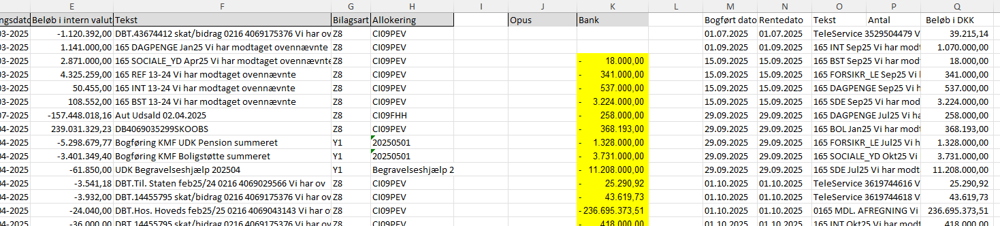 E F G H I J K L M N O P Q
ngsdato Beløb i intern valut Tekst Bilagsart Allokering Opus Bank Bogført dato Rentedato Tekst Antal Beløb i DKK
03-2025 -1.120.392,00 DBT.43674412 skat/bidrag 0216 4069175376 Vi har ov Z8 CI09PEV 01.07.2025 01.07.2025 TeleService 3529504479 V 39.215,14
03-2025 1.141.000,00 165 DAGPENGE Jan25 Vi har modtaget ovennævnte Z8 CI09PEV 01.09.2025 01.09.2025 165 INT Sep25 Vi har modt 1.070.000,00
03-2025 2.871.000,00 165 SOCIALE_YD Apr25 Vi har modtaget ovennævnte Z8 CI09PEV - 18.000,00 15.09.2025 15.09.2025 165 BST Sep25 Vi har modt 18.000,00
03-2025 4.325.259,00 165 REF 13-24 Vi har modtaget ovennævnte Z8 CI09PEV - 341.000,00 15.09.2025 15.09.2025 165 FORSIKR_LE Sep25 Vi 341.000,00
03-2025 50.455,00 165 INT 13-24 Vi har modtaget ovennævnte Z8 CI09PEV - 537.000,00 15.09.2025 15.09.2025 165 DAGPENGE Sep25 Vi h 537.000,00
03-2025 108.552,00 165 BST 13-24 Vi har modtaget ovennævnte Z8 CI09PEV - 3.224.000,00 15.09.2025 15.09.2025 165 SDE Sep25 Vi har modt 3.224.000,00
07-2025 -157.448.018,16 Aut Udsald 02.04.2025 Z8 CI09FHH - 258.000,00 29.09.2025 29.09.2025 165 DAGPENGE Jul25 Vi ha 258.000,00
04-2025 239.031.329,23 DB4069035299SKOOBS Z8 CI09PEV - 368.193,00 29.09.2025 29.09.2025 165 BOL Jan25 Vi har modt 368.193,00
04-2025 -5.298.679,77 Bogføring KMF UDK Pension summeret Y1 20250501 - 1.328.000,00 29.09.2025 29.09.2025 165 FORSIKR_LE Jul25 Vi h 1.328.000,00
04-2025 -3.401.349,40 Bogføring KMF Boligstøtte summeret Y1 20250501 - 3.731.000,00 29.09.2025 29.09.2025 165 SOCIALE_YD Okt25 Vi 3.731.000,00
04-2025 -61.850,00 UDK Begravelseshjælp 202504 Y1 Begravelseshjælp 2 - 11.208.000,00 29.09.2025 29.09.2025 165 SDE Jul25 Vi har modt 11.208.000,00
04-2025 -3.541,18 DBT.Til. Staten feb25/24 0216 4069029566 Vi har ov Z8 CI09PEV - 25.290,92 01.10.2025 01.10.2025 TeleService 3619744616 V 25.290,92
04-2025 -3.932,00 DBT.14455795 skat/bidrag 0216 4069175376 Vi har ov Z8 CI09PEV - 43.619,73 01.10.2025 01.10.2025 TeleService 3619744618 V 43.619,73
04-2025 -24.040,00 DBT.Hos. Hoveds feb25/25 0216 4069043143 Vi har ov Z8 CI09PEV -236.695.373,51 01.10.2025 01.10.2025 0165 MDL. AFREGNING Vi 236.695.373,51
04-2025 -36.000,00 DBT.14455795 skat/bidrag 0216 4069175376 Vi har ov Z8 CI09PEV - 418.000,00 01.10.2025 01.10.2025 165 INT Okt25 Vi har modt 418.000,00